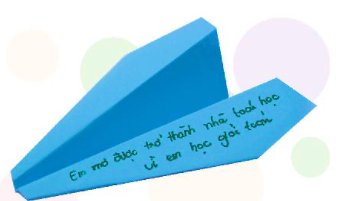 Em mơ được trở thành nhà toán học
vì em học giỏi toán